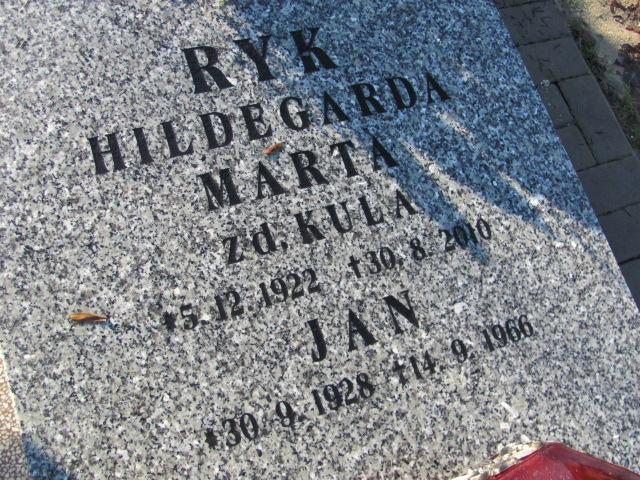 RYK
HILDEGARDA
MARTA
zd. KULA
*5. 12. 1922 †30. 8. 2010
JAN
*30. 9. 1928 †14. 9. 1966